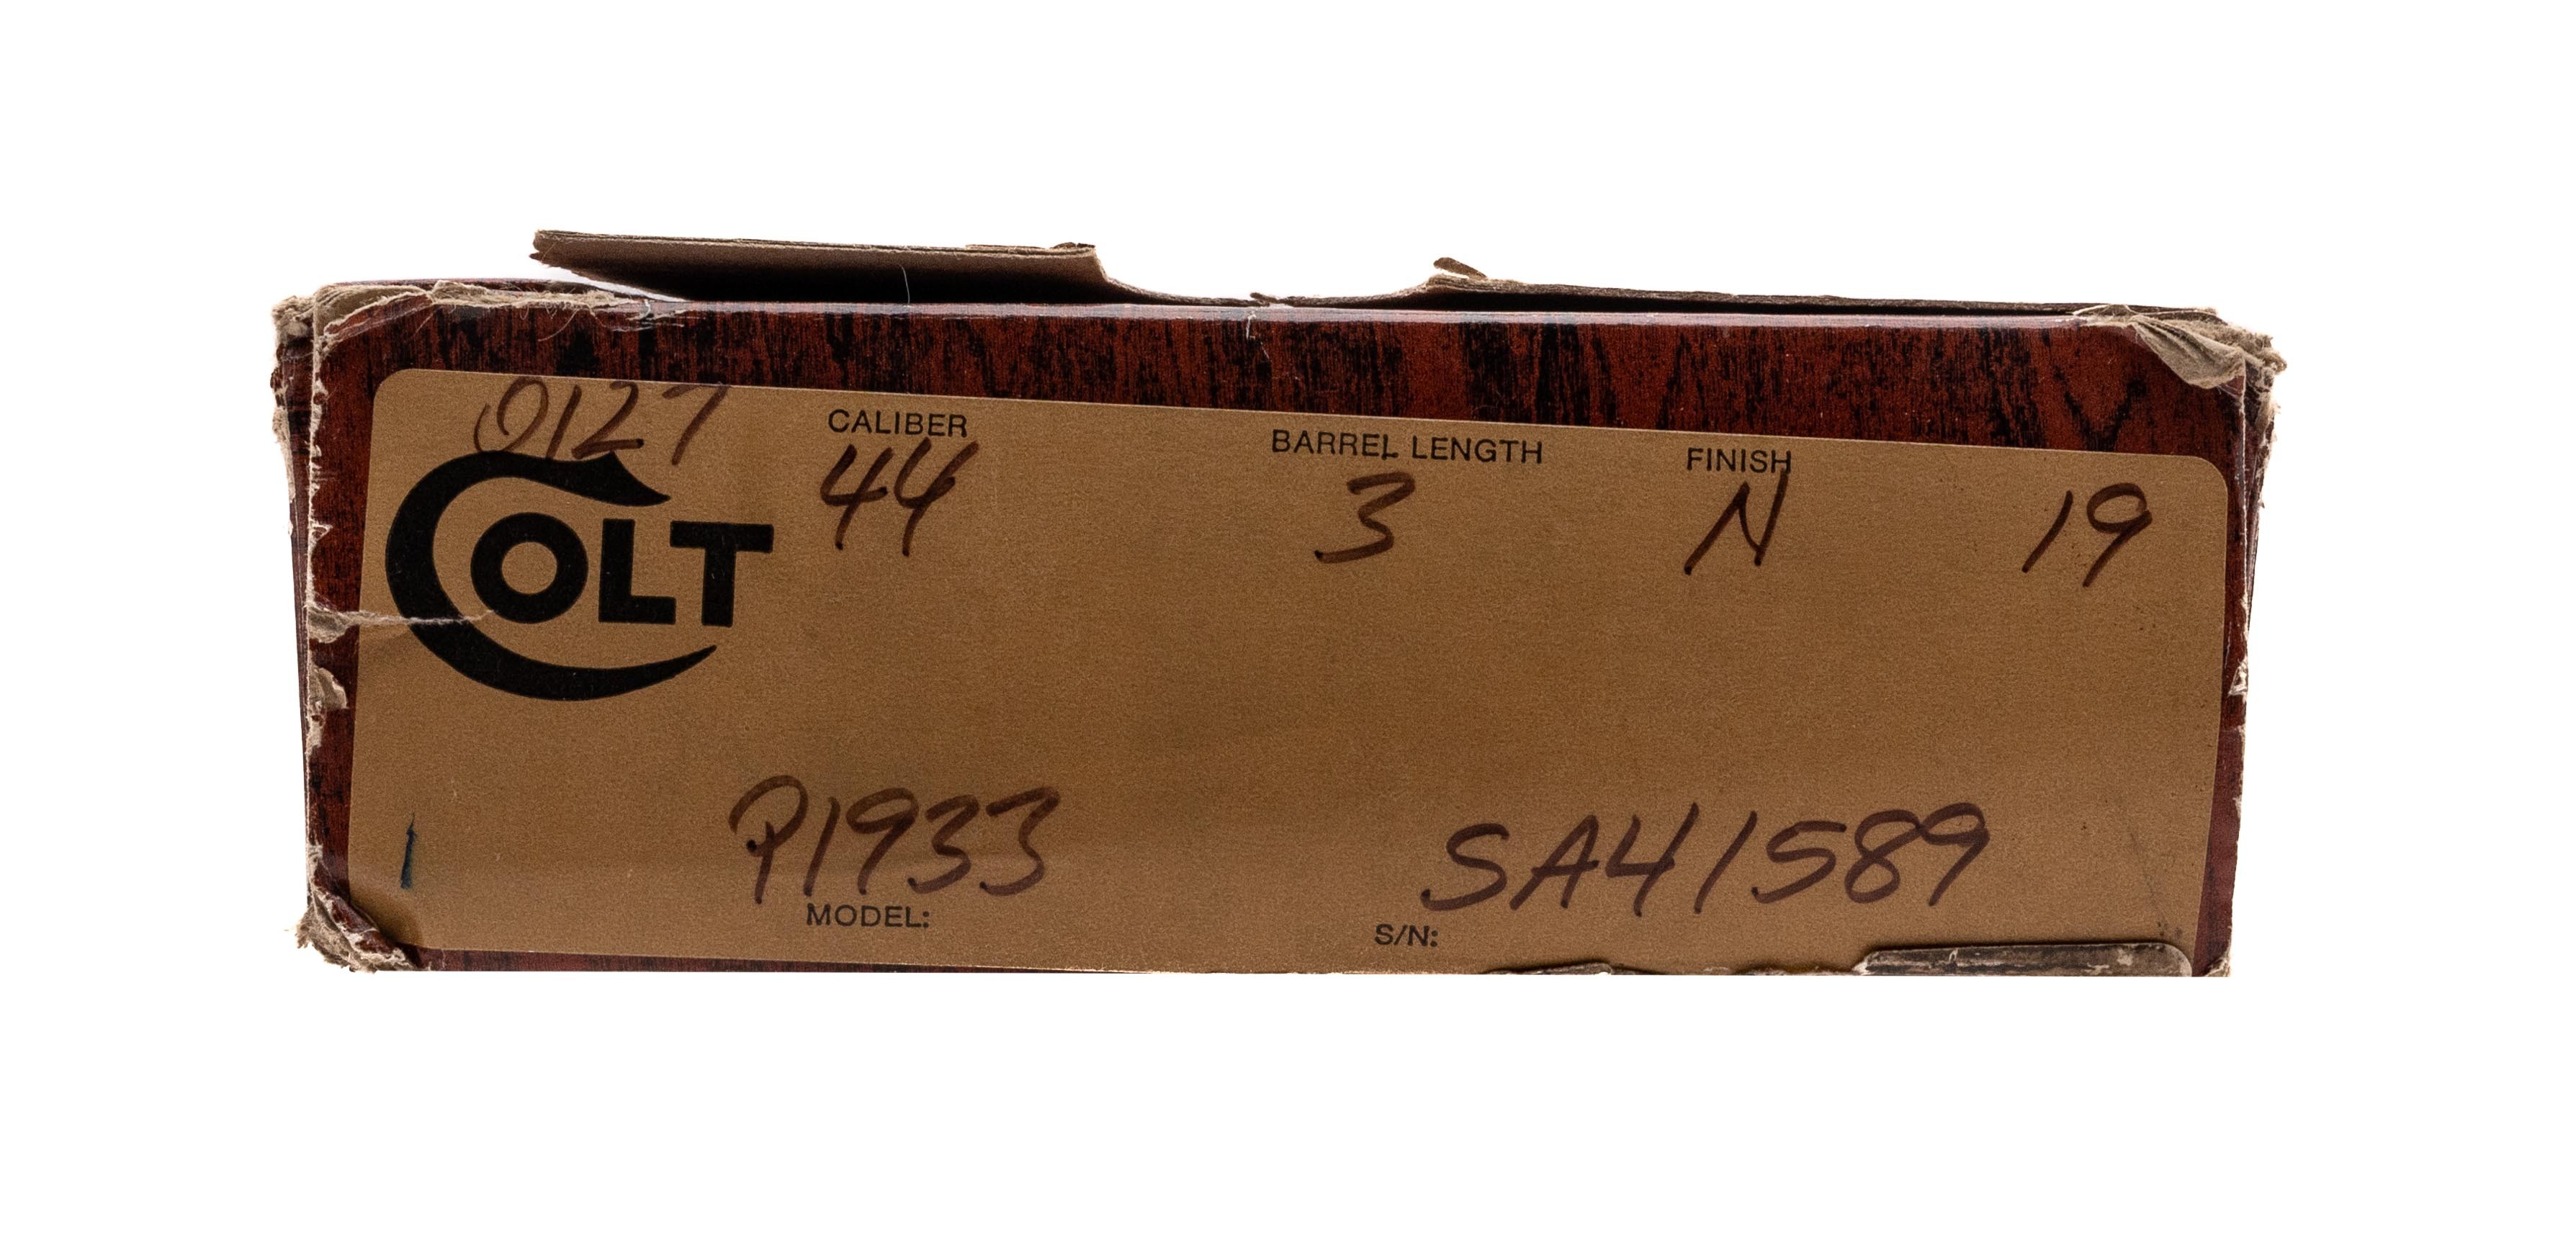 0127
COLT
CALIBER BARREL LENGTH FINISH
44 3 N 19
P1933 SA41589
MODEL: S/N: